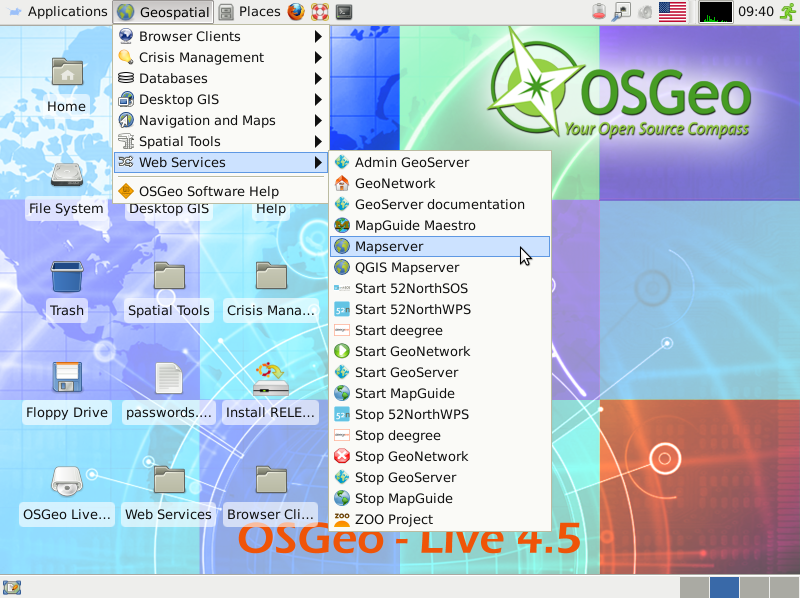 Applications Geospatial Places 09:40
Browser Clients
Crisis Management
Databases
Desktop GIS
Navigation and Maps
Spatial Tools
Web Services
OSGeo Software Help
Admin GeoServer
GeoNetwork
GeoServer documentation
MapGuide Maestro
Mapserver
QGIS Mapserver
Start 52NorthSOS
Start 52NorthWPS
Start deegree
Start GeoNetwork
Start GeoServer
Start MapGuide
Stop 52NorthWPS
Stop deegree
Stop GeoNetwork
Stop GeoServer
Stop MapGuide
ZOO ZOO Project
OSGeo
Your Open Source Compass
Home
File System Desktop GIS Help
Trash Spatial Tools Crisis Mana...
Floppy Drive passwords.... Install RELE...
OSGeo Live... Web Services Browser Cli...
OSGeo - Live 4.5